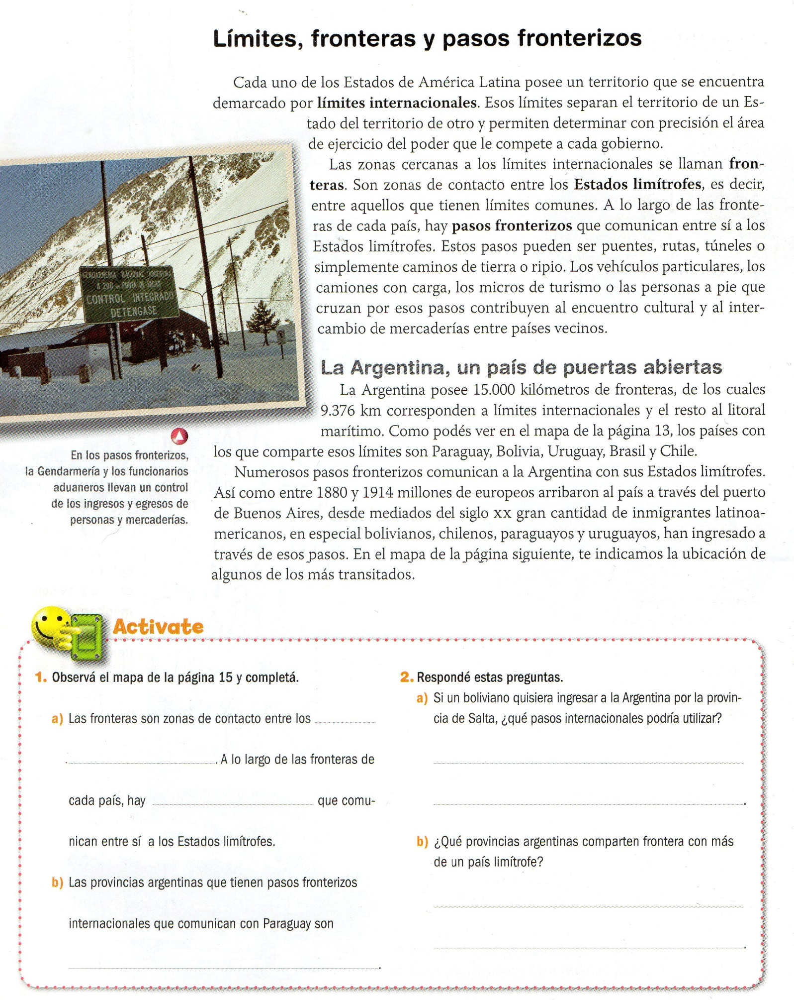 Límites, fronteras y pasos fronterizos
Cada uno de los Estados de América Latina posee un territorio que se encuentra
demarcado por límites internacionales. Esos límites separan el territorio de un Es-
tado del territorio de otro y permiten determinar con precisión el área
de ejercicio del poder que le compete a cada gobierno.
Las zonas cercanas a los límites internacionales se llaman fron-
teras. Son zonas de contacto entre los Estados limítrofes, es decir,
entre aquellos que tienen límites comunes. A lo largo de las fronte-
ras de cada país, hay pasos fronterizos que comunican entre sí a los
Estados limítrofes. Estos pasos pueden ser puentes, rutas, túneles o
simplemente caminos de tierra o ripio. Los vehículos particulares, los
camiones con carga, los micros de turismo o las personas a pie que
cruzan por esos pasos contribuyen al encuentro cultural y al inter-
cambio de mercaderías entre países vecinos.
GENDARMERIA NACIONAL ARGENTINA
A 200 m PUNTA DE VACAS
CONTROL INTEGRADO
DETENGASE
En los pasos fronterizos,
la Gendarmería y los funcionarios
aduaneros llevan un control
de los ingresos y egresos de
personas y mercaderías.
La Argentina, un país de puertas abiertas
La Argentina posee 15.000 kilómetros de fronteras, de los cuales
9.376 km corresponden a límites internacionales y el resto al litoral
marítimo. Como podés ver en el mapa de la página 13, los países con
los que comparte esos límites son Paraguay, Bolivia, Uruguay, Brasil y Chile.
Numerosos pasos fronterizos comunican a la Argentina con sus Estados limítrofes.
Así como entre 1880 y 1914 millones de europeos arribaron al país a través del puerto
de Buenos Aires, desde mediados del siglo XX gran cantidad de inmigrantes latinoa-
mericanos, en especial bolivianos, chilenos, paraguayos y uruguayos, han ingresado a
través de esos pasos. En el mapa de la página siguiente, te indicamos la ubicación de
algunos de los más transitados.
Activate
1. Observá el mapa de la página 15 y completá.
a) Las fronteras son zonas de contacto entre los
. A lo largo de las fronteras de
cada país, hay que comu-
nican entre sí a los Estados limítrofes.
b) Las provincias argentinas que tienen pasos fronterizos
internacionales que comunican con Paraguay son
.
2. Respondé estas preguntas.
a) Si un boliviano quisiera ingresar a la Argentina por la provin-
cia de Salta, ¿qué pasos internacionales podría utilizar?
.
b) ¿Qué provincias argentinas comparten frontera con más
de un país limítrofe?
.